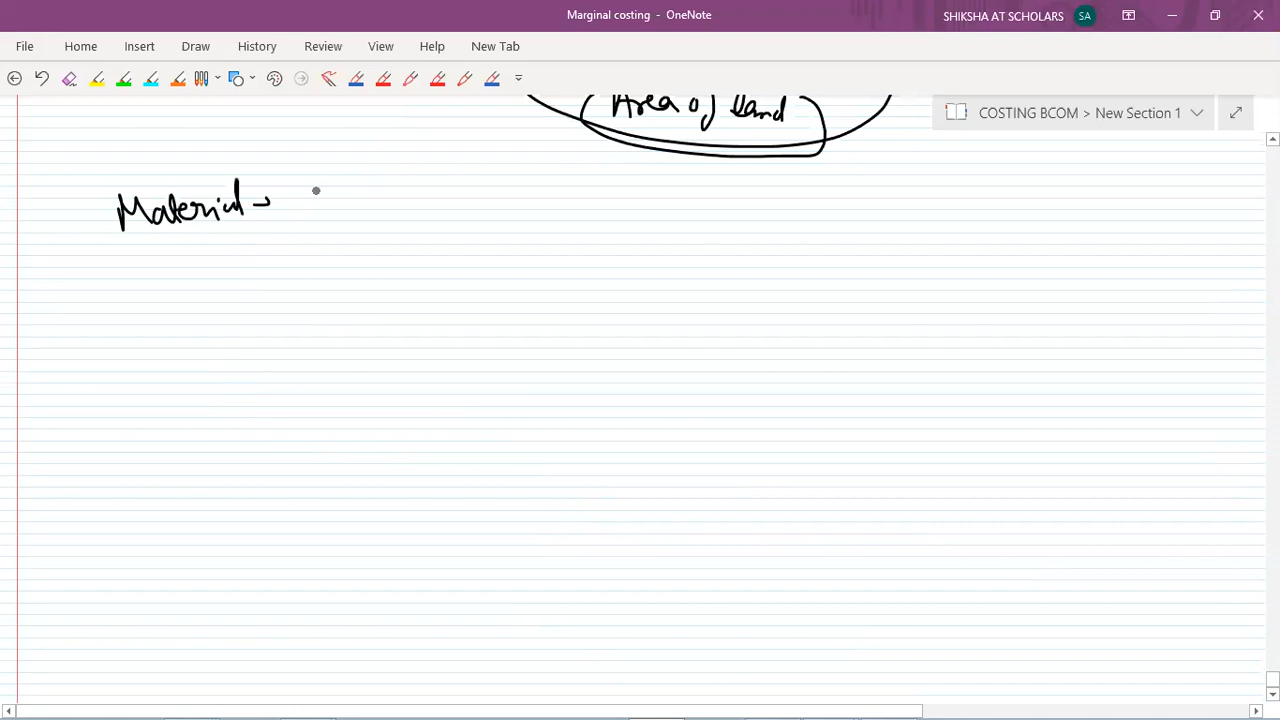 Marginal costing - OneNote
SHIKSHA AT SCHOLARS SA
File Home Insert Draw History Review View Help New Tab
COSTING BCOM > New Section 1
Area of land
Material →